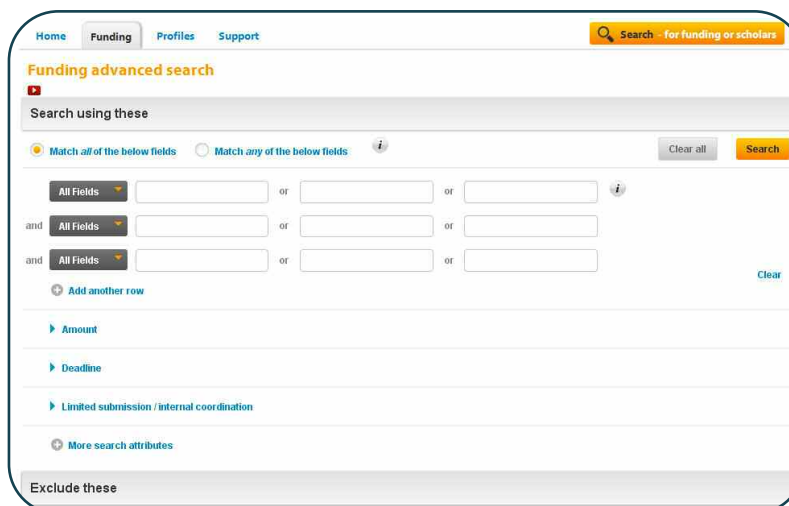 Home Funding Profiles Support Search - for funding or scholars
Funding advanced search
Search using these
Match all of the below fields Match any of the below fields i Clear all Search
All Fields or or i
and All Fields or or
and All Fields or or
Clear
Add another row
Amount
Deadline
Limited submission / internal coordination
More search attributes
Exclude these